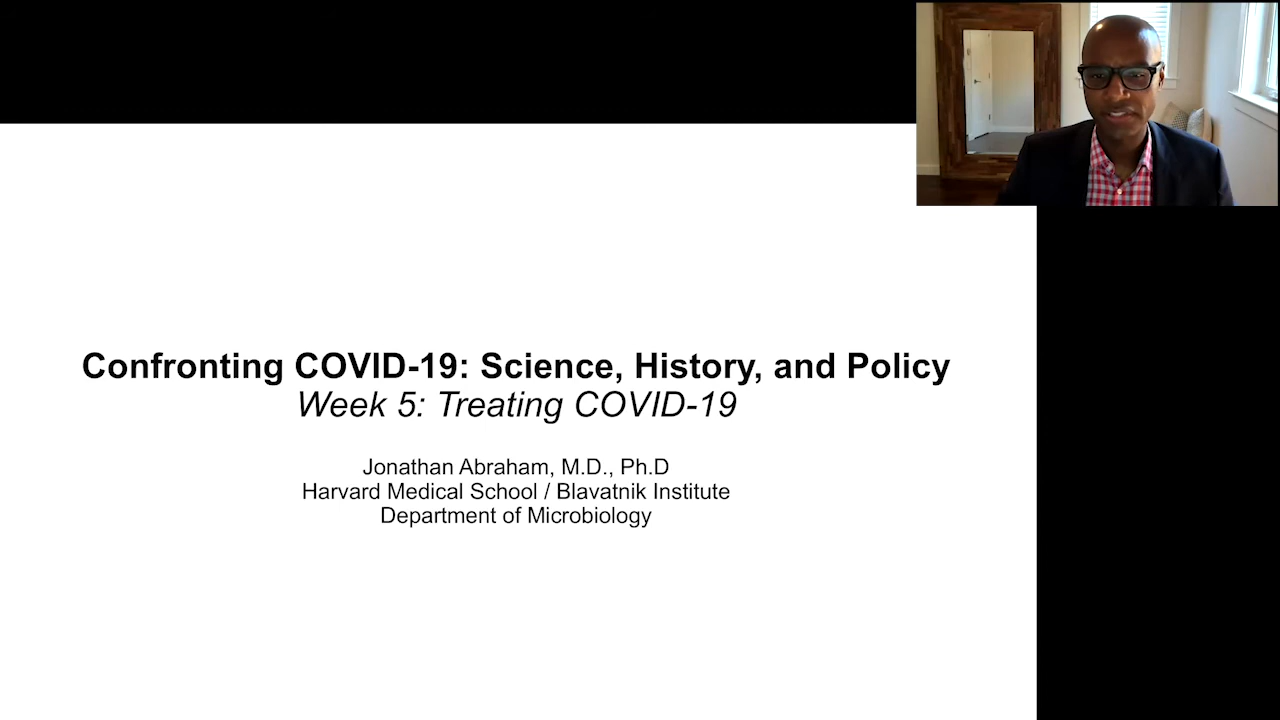 Confronting COVID-19: Science, History, and Policy
Week 5: Treating COVID-19
Jonathan Abraham, M.D., Ph.D
Harvard Medical School / Blavatnik Institute
Department of Microbiology